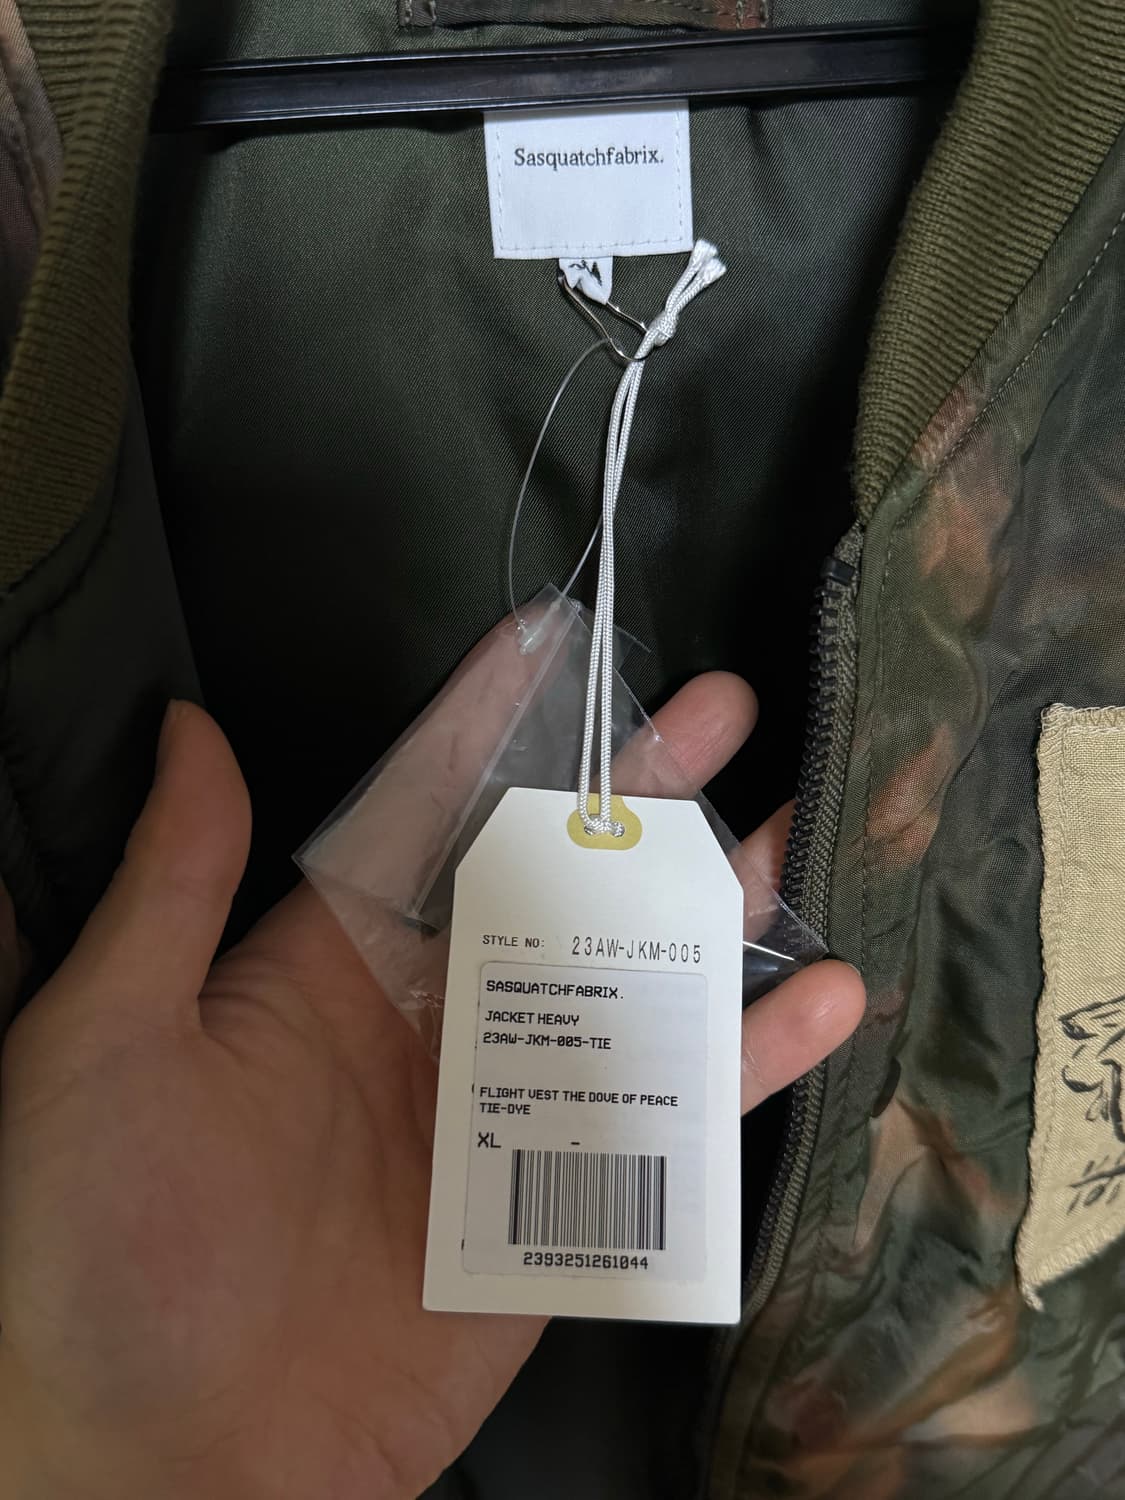 Sasquatchfabrix.
STYLE NO: 23AW-JKM-005
SASQUATCHFABRIX.
JACKET HEAVY
23AW-JKM-005-TIE
FLIGHT VEST THE DOVE OF PEACE
TIE-DYE
XL -
2393251261044